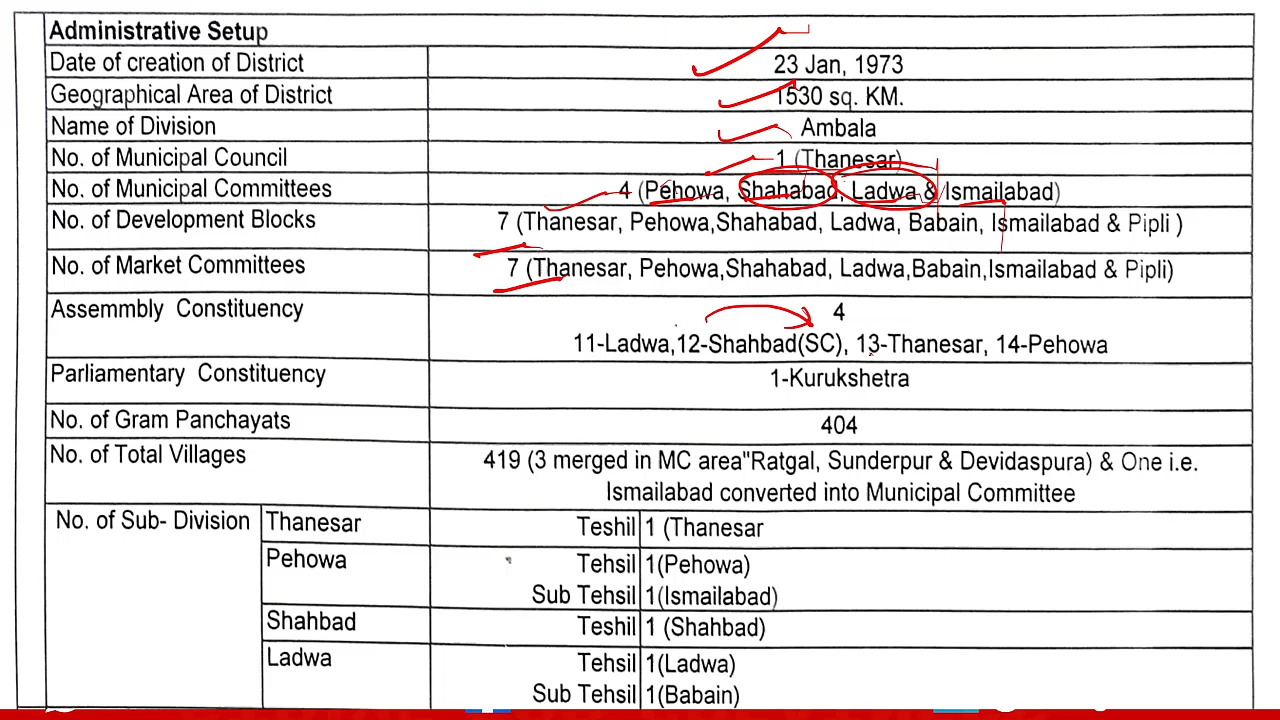 Administrative Setup
Date of creation of District 23 Jan, 1973
Geographical Area of District 1530 sq. KM.
Name of Division Ambala
No. of Municipal Council 1 (Thanesar)
No. of Municipal Committees 4 (Pehowa, Shahabad, Ladwa & Ismailabad)
No. of Development Blocks 7 (Thanesar, Pehowa,Shahabad, Ladwa, Babain, Ismailabad & Pipli )
No. of Market Committees 7 (Thanesar, Pehowa,Shahabad, Ladwa,Babain,Ismailabad & Pipli)
Assemmbly Constituency 4
11-Ladwa,12-Shahbad(SC), 13-Thanesar, 14-Pehowa
Parliamentary Constituency 1-Kurukshetra
No. of Gram Panchayats 404
No. of Total Villages 419 (3 merged in MC area"Ratgal, Sunderpur & Devidaspura) & One i.e.
Ismailabad converted into Municipal Committee
No. of Sub- Division Thanesar Teshil 1 (Thanesar
Pehowa Tehsil 1(Pehowa)
Sub Tehsil 1(Ismailabad)
Shahbad Teshil 1 (Shahbad)
Ladwa Tehsil 1(Ladwa)
Sub Tehsil 1(Babain)